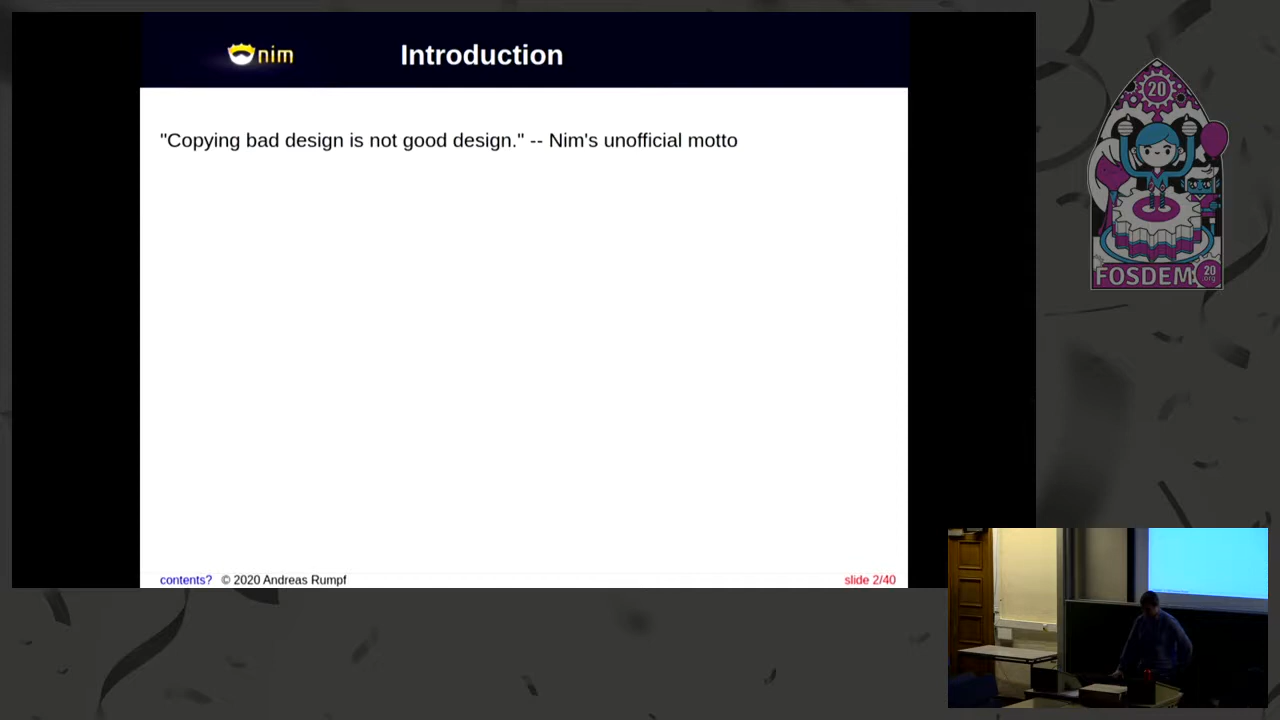 nim
Introduction
"Copying bad design is not good design." -- Nim's unofficial motto
contents? © 2020 Andreas Rumpf
slide 2/40
20
FOSDEM
20
.org